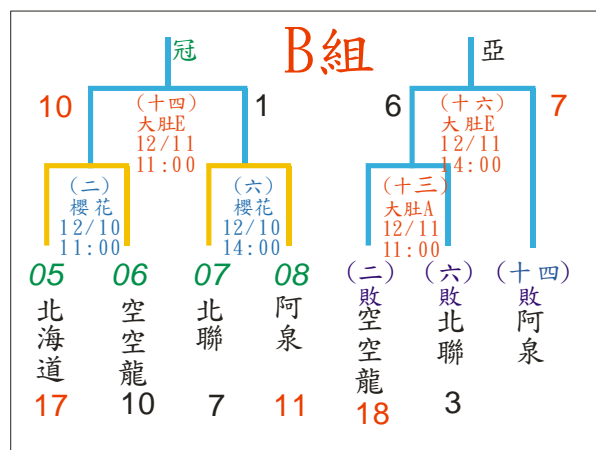 B組
冠
亞
10
1
6
7
(十四)
大肚E
12/11
11:00
(十六)
大肚E
12/11
14:00
(二)
櫻花
12/10
11:00
(六)
櫻花
12/10
14:00
(十三)
大肚A
12/11
11:00
05
06
07
08
(二)敗
(六)敗
(十四)敗
北海道
空空龍
北聯
阿泉
空空龍
北聯
阿泉
17
10
7
11
18
3